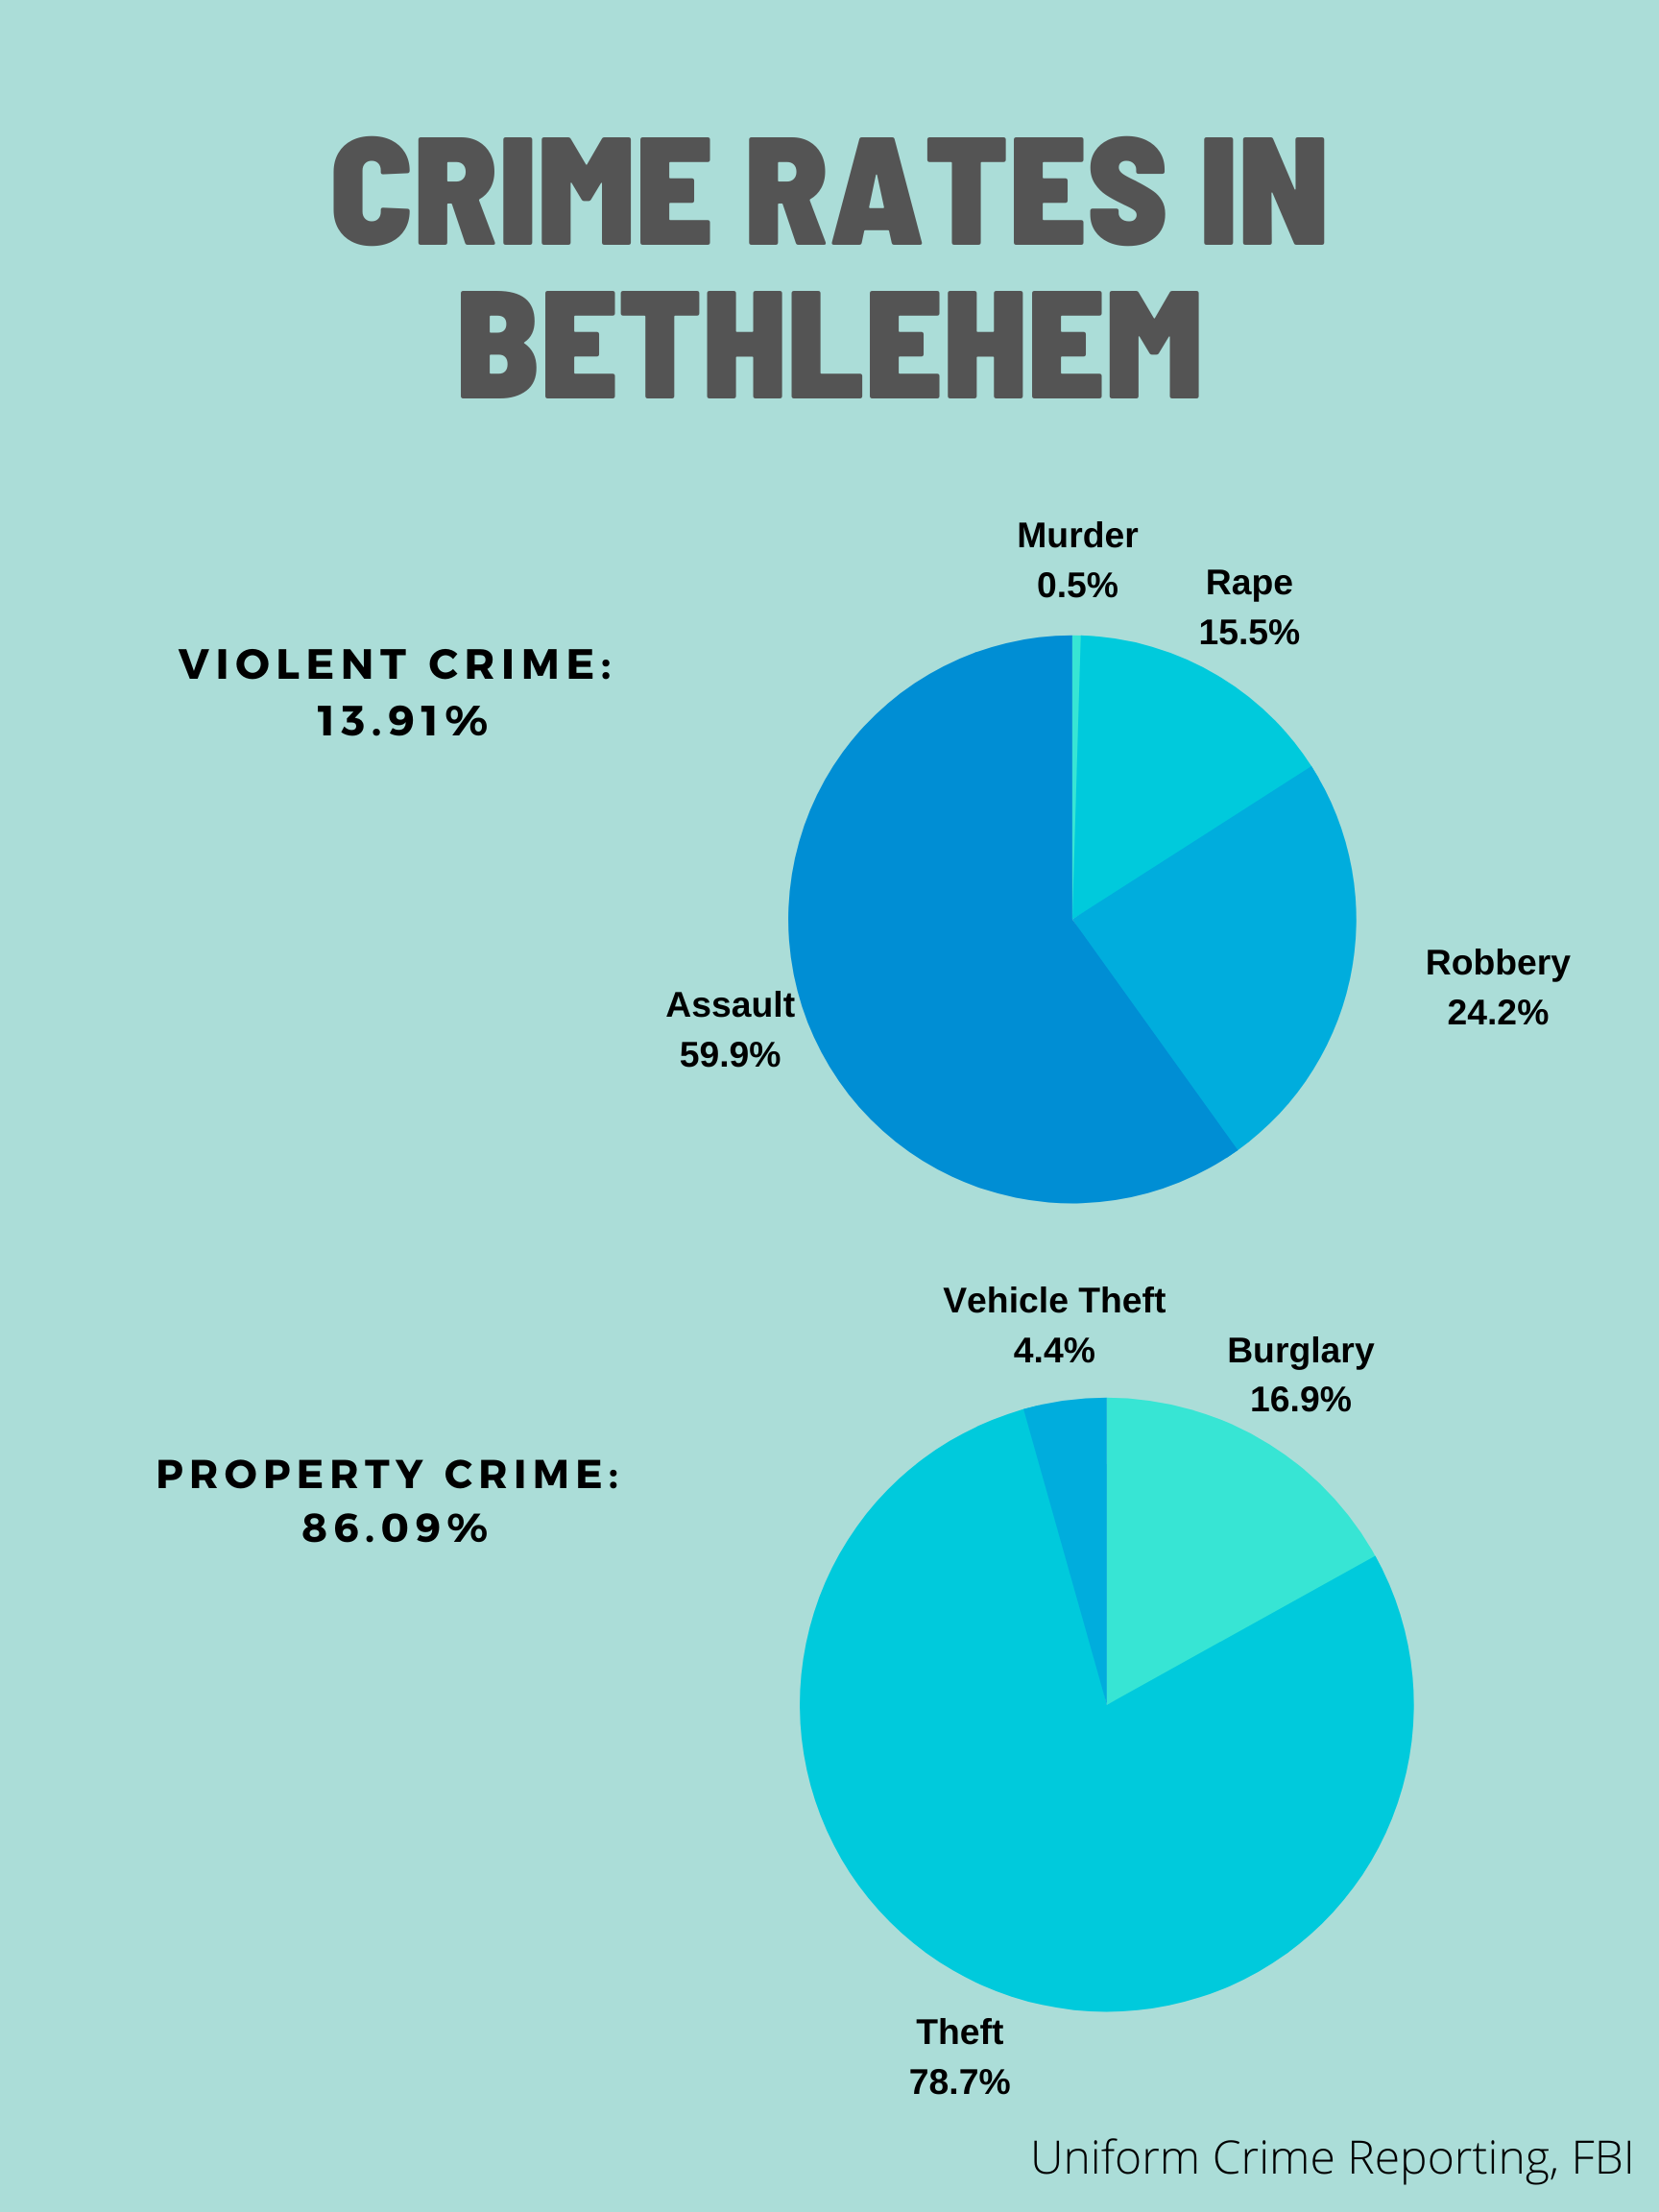 CRIME RATES IN
BETHLEHEM
Murder
0.5%
Rape
15.5%
VIOLENT CRIME:
13.91%
Robbery
24.2%
Assault
59.9%
Vehicle Theft
4.4%
Burglary
16.9%
PROPERTY CRIME:
86.09%
Theft
78.7%
Uniform Crime Reporting, FBI